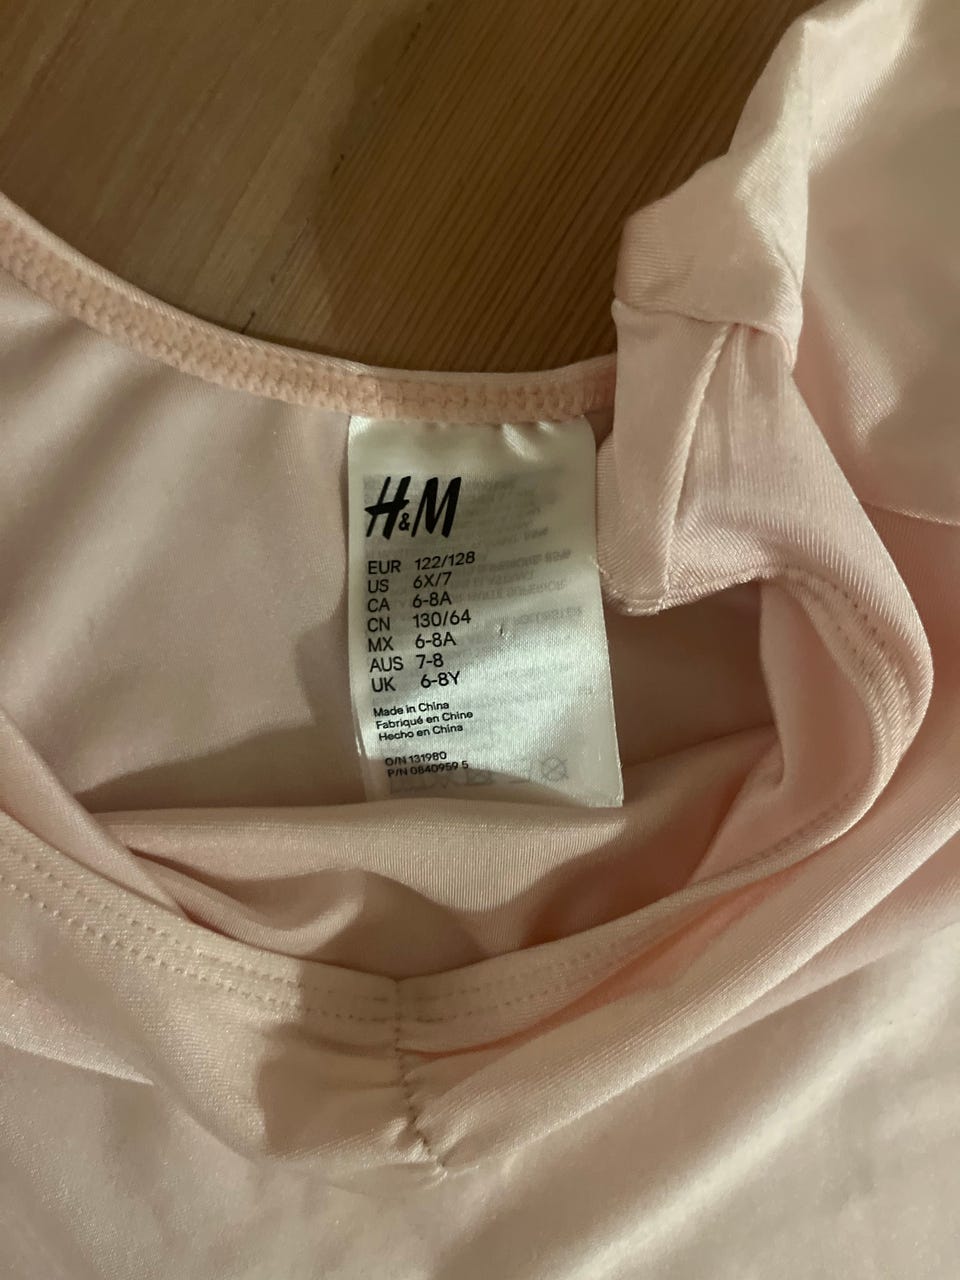 H&M
EUR 122/128
US 6X/7
CA 6-8A
CN 130/64
MX 6-8A
AUS 7-8
UK 6-8Y
Made in China
Fabriqué en Chine
Hecho en China
O/N 131980
P/N 0840959 5